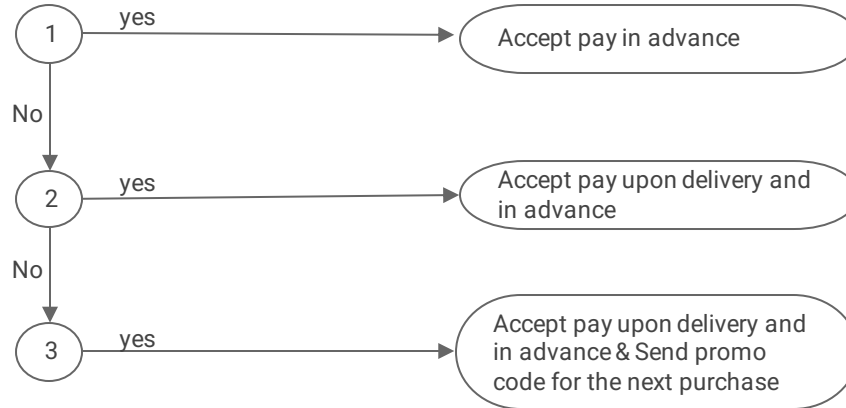 1
yes
Accept pay in advance
No
2
yes
Accept pay upon delivery and
in advance
No
3
yes
Accept pay upon delivery and
in advance & Send promo
code for the next purchase